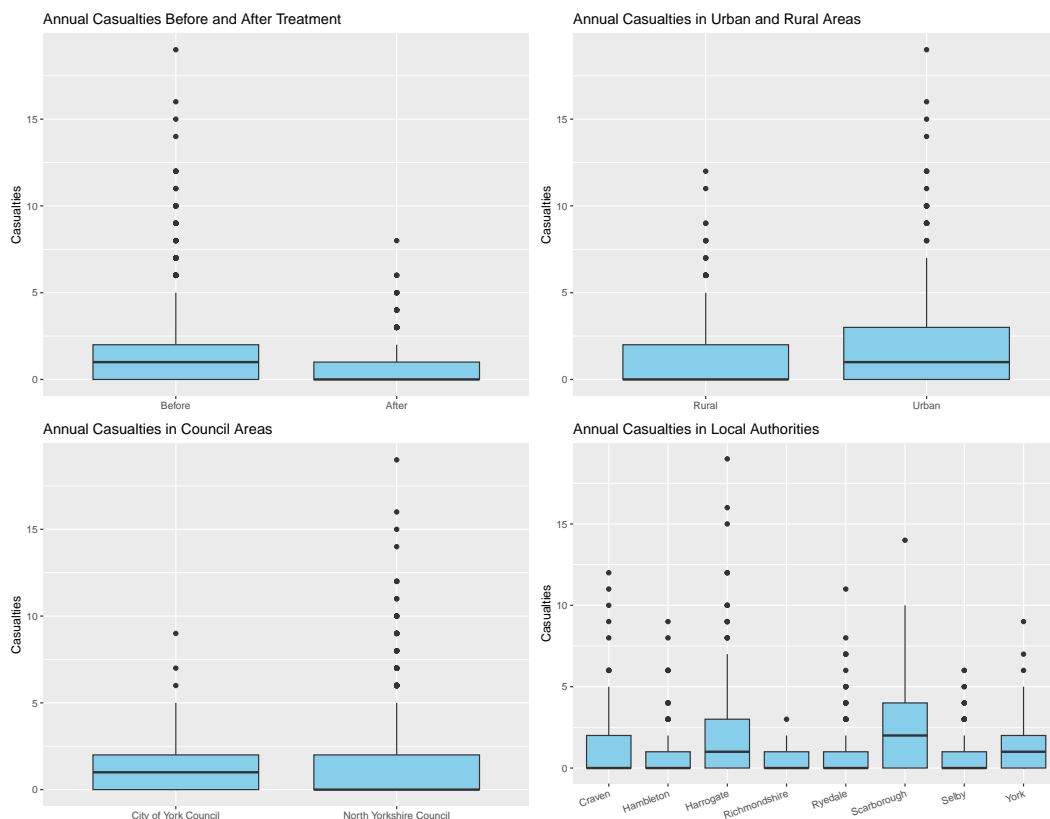 Annual Casualties Before and After Treatment
Casualties
15
10
5
0
Before After
Annual Casualties in Urban and Rural Areas
Casualties
15
10
5
0
Rural Urban
Annual Casualties in Council Areas
Casualties
15
10
5
0
City of York Council North Yorkshire Council
Annual Casualties in Local Authorities
Casualties
15
10
5
0
Craven Hambleton Harrogate Richmondshire Ryedale Scarborough Selby York